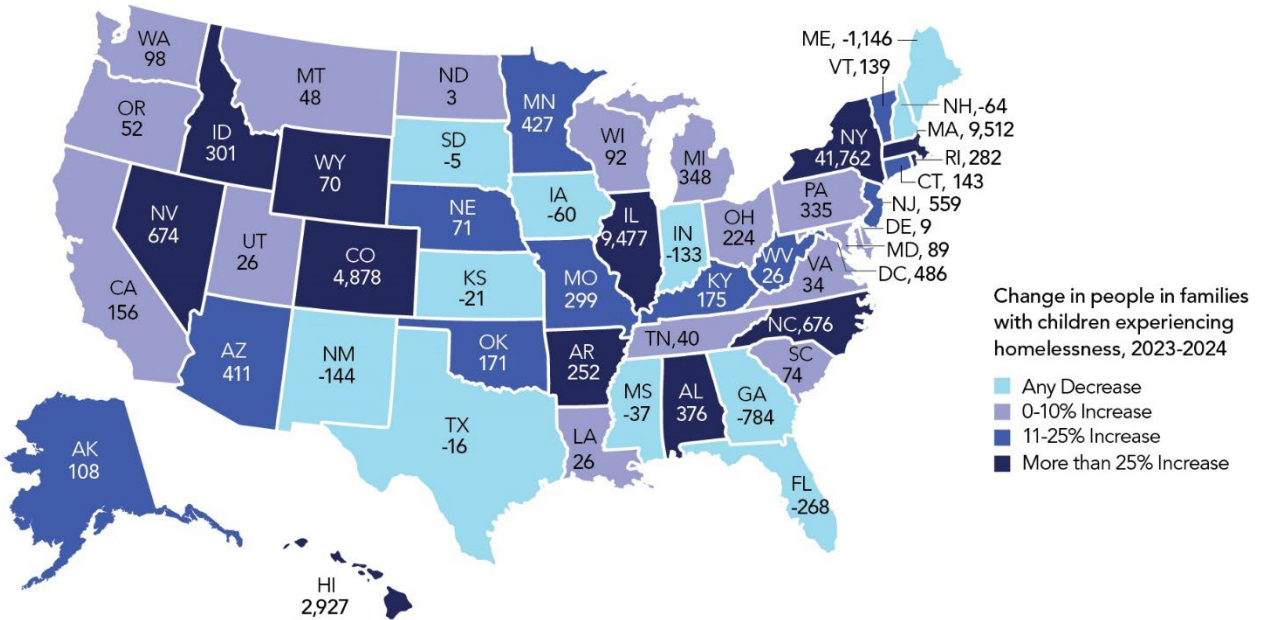 WA
98
OR
52
CA
156
ID
301
NV
674
MT
48
WY
70
UT
26
CO
4,878
AZ
411
NM
-144
ND
3
SD
-5
NE
71
KS
-21
OK
171
TX
-16
MN
427
IA
-60
MO
299
AR
252
LA
26
WI
92
IL
9,477
MI
348
IN
-133
OH
224
KY
175
TN, 40
MS
-37
AL
376
GA
-784
FL
-268
SC
74
NC, 676
VA
34
WV
26
PA
335
NY
41,762
ME, -1,146
VT, 139
NH, -64
MA, 9,512
RI, 282
CT, 143
NJ, 559
DE, 9
MD, 89
DC, 486
AK
108
HI
2,927
Change in people in families
with children experiencing
homelessness, 2023-2024
Any Decrease
0-10% Increase
11-25% Increase
More than 25% Increase